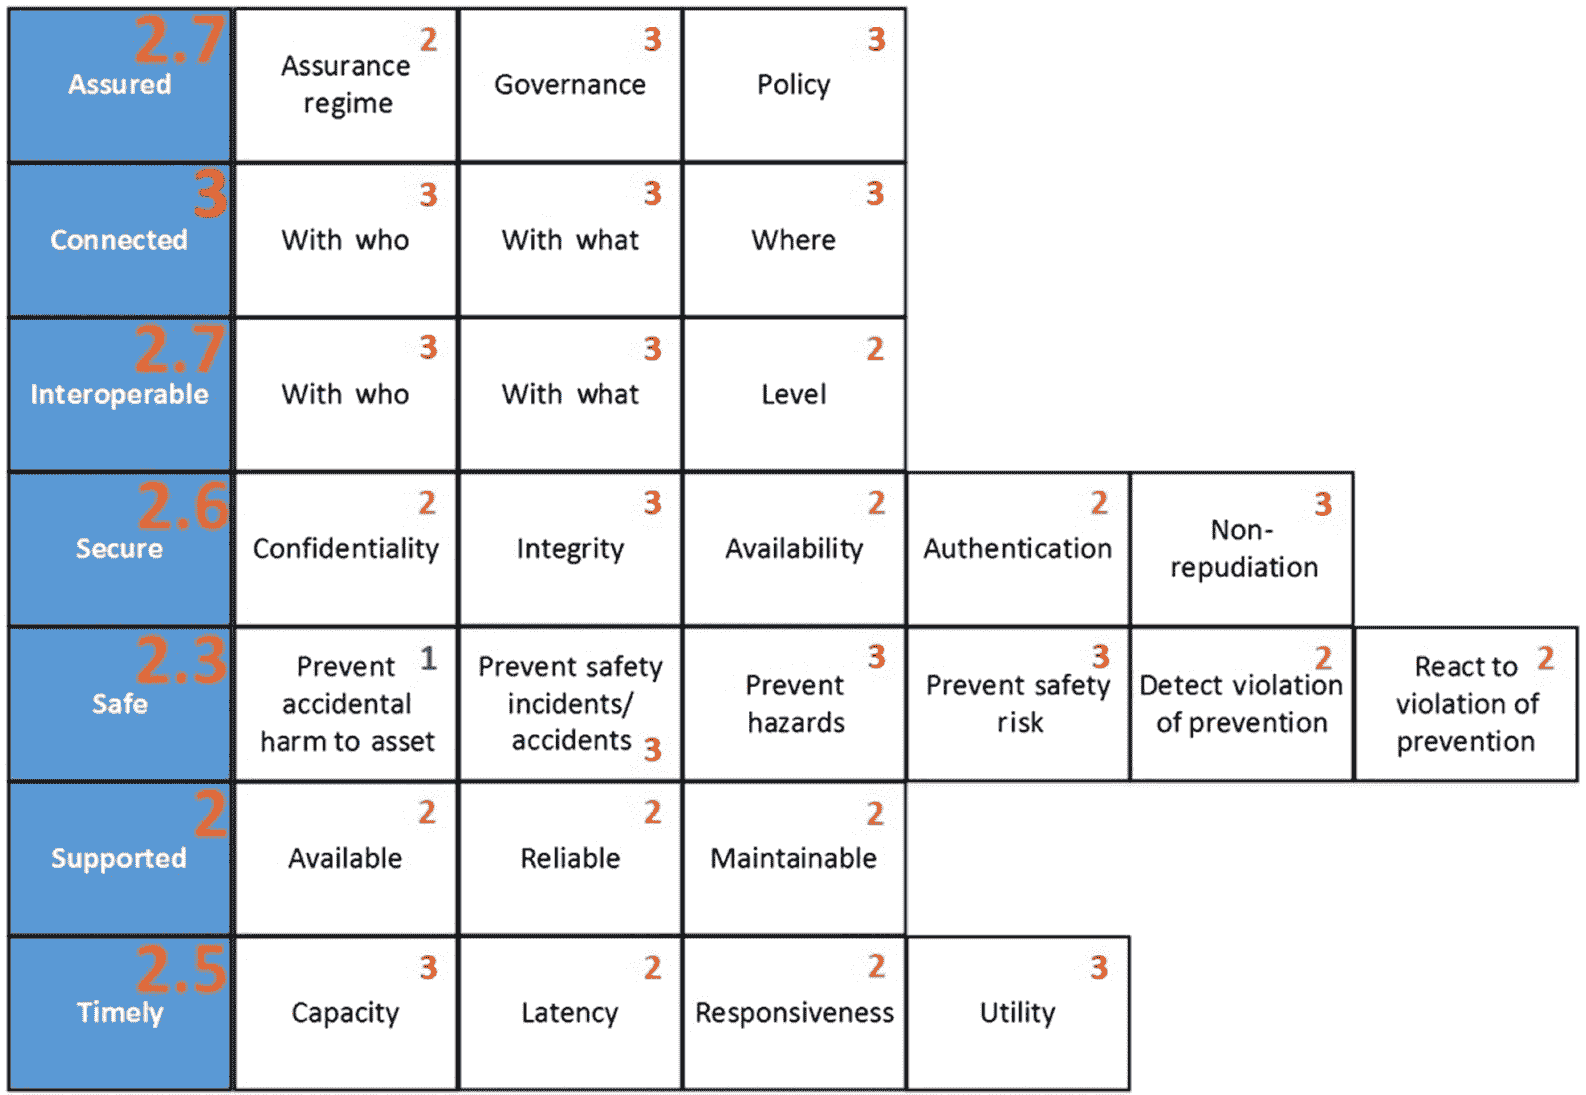 2.7
Assured
2
Assurance
regime
3
Governance
3
Policy
3
Connected
3
With who
3
With what
3
Where
2.7
Interoperable
3
With who
3
With what
2
Level
2.6
Secure
2
Confidentiality
3
Integrity
2
Availability
2
Authentication
3
Non-
repudiation
2.3
Safe
1
Prevent
accidental
harm to asset
Prevent safety
incidents/
accidents
3
3
Prevent
hazards
3
Prevent safety
risk
2
Detect violation
of prevention
2
React to
violation of
prevention
2
Supported
2
Available
2
Reliable
2
Maintainable
2.5
Timely
3
Capacity
2
Latency
2
Responsiveness
3
Utility